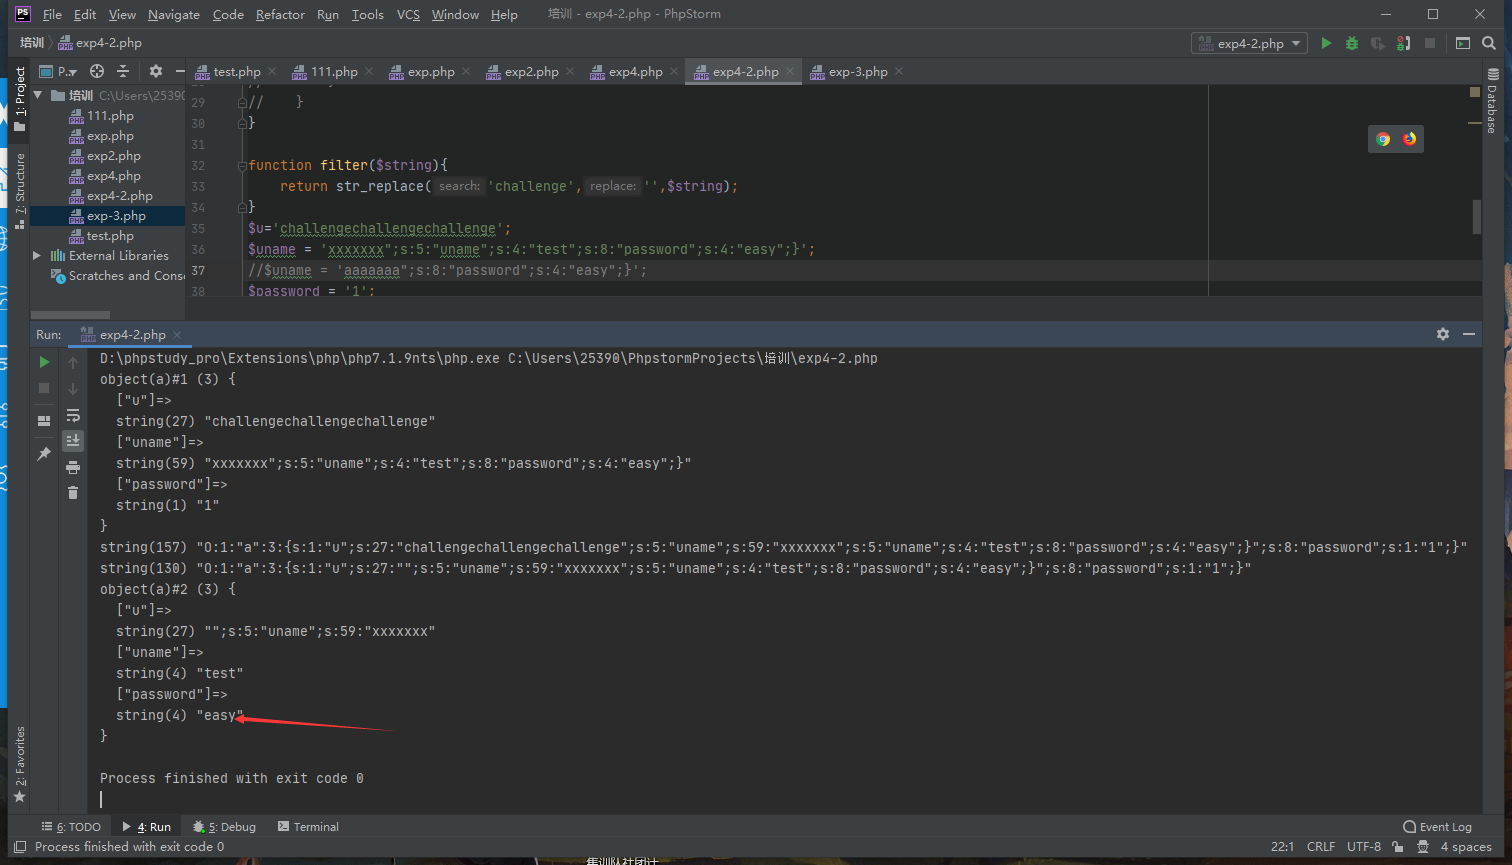 PS File Edit View Navigate Code Refactor Run Tools VCS Window Help 培训 - exp4-2.php - PhpStorm
培训 exp4-2.php exp4-2.php
P.. test.php 111.php exp.php exp2.php exp4.php exp4-2.php exp-3.php
1: Project
7: Structure
2: Favorites
Database
培训 C:\Users\25390
111.php
exp.php
exp2.php
exp4.php
exp4-2.php
exp-3.php
test.php
External Libraries
Scratches and Conso
29 // }
30 }
31
32 function filter($string){
33 return str_replace( search: 'challenge', replace: '',$string);
34 }
35 $u='challengechallengechallenge';
36 $uname = 'xxxxxxx";s:5:"uname";s:4:"test";s:8:"password";s:4:"easy";}';
37 //$uname = 'aaaaaaa";s:8:"password";s:4:"easy";}';
38 $password = '1';
Run: exp4-2.php
D:\phpstudy_pro\Extensions\php\php7.1.9nts\php.exe C:\Users\25390\PhpstormProjects\培训\exp4-2.php
object(a)#1 (3) {
["u"]=>
string(27) "challengechallengechallenge"
["uname"]=>
string(59) "xxxxxxx";s:5:"uname";s:4:"test";s:8:"password";s:4:"easy";}"
["password"]=>
string(1) "1"
}
string(157) "O:1:"a":3:{s:1:"u";s:27:"challengechallengechallenge";s:5:"uname";s:59:"xxxxxxx";s:5:"uname";s:4:"test";s:8:"password";s:4:"easy";}";s:8:"password";s:1:"1";}"
string(130) "O:1:"a":3:{s:1:"u";s:27:"";s:5:"uname";s:59:"xxxxxxx";s:5:"uname";s:4:"test";s:8:"password";s:4:"easy";}";s:8:"password";s:1:"1";}"
object(a)#2 (3) {
["u"]=>
string(27) "";s:5:"uname";s:59:"xxxxxxx"
["uname"]=>
string(4) "test"
["password"]=>
string(4) "easy"
}
Process finished with exit code 0
6: TODO 4: Run 5: Debug Terminal Event Log
Process finished with exit code 0 22:1 CRLF UTF-8 4 spaces